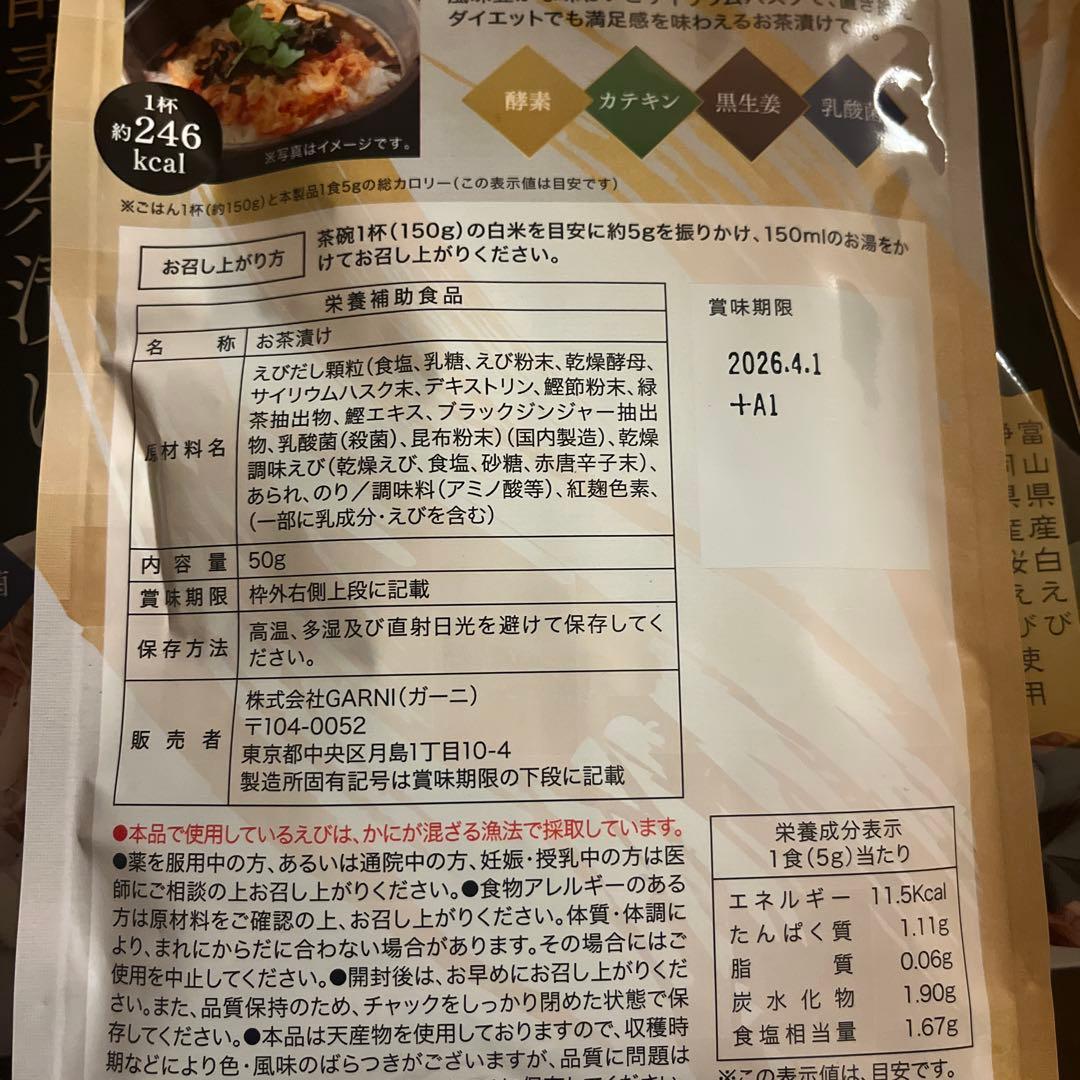 ダイエットでも満足感を味わえるお茶漬けです。
酵素
カテキン
黒生姜
乳酸菌
1杯
約246
kcal
※写真はイメージです。
※ごはん1杯(約150g)と本製品1食5gの総カロリー(この表示値は目安です)
お召し上がり方
茶碗1杯(150g)の白米を目安に約5gを振りかけ、150mlのお湯をか
けてお召し上がりください。
栄養補助食品
名称 お茶漬け
原材料名
えびだし顆粒(食塩、乳糖、えび粉末、乾燥酵母、
サイリウムハスク末、デキストリン、鰹節粉末、緑
茶抽出物、鰹エキス、ブラックジンジャー抽出
物、乳酸菌(殺菌)、昆布粉末)(国内製造)、乾燥
調味えび(乾燥えび、食塩、砂糖、赤唐辛子末)、
あられ、のり/調味料(アミノ酸等)、紅麹色素、
(一部に乳成分・えびを含む)
内容量 50g
賞味期限 枠外右側上段に記載
保存方法
高温、多湿及び直射日光を避けて保存してく
ださい。
販売者
株式会社GARNI(ガーニ)
〒104-0052
東京都中央区月島1丁目10-4
製造所固有記号は賞味期限の下段に記載
賞味期限
2026.4.1
+A1
●本品で使用しているえびは、かにが混ざる漁法で採取しています。
●薬を服用中の方、あるいは通院中の方、妊娠・授乳中の方は医
師にご相談の上お召し上がりください。●食物アレルギーのある
方は原材料をご確認の上、お召し上がりください。体質・体調に
より、まれにからだに合わない場合があります。その場合にはご
使用を中止してください。●開封後は、お早めにお召し上がりくだ
さい。また、品質保持のため、チャックをしっかり閉めた状態で保
存してください。●本品は天産物を使用しておりますので、収穫時
期などにより色・風味のばらつきがございますが、品質に問題は
栄養成分表示
1食(5g)当たり
エネルギー 11.5Kcal
たんぱく質 1.11g
脂質 0.06g
炭水化物 1.90g
食塩相当量 1.67g
※この表示値は、目安です。
富山県産白えび
静岡県産桜えび使用